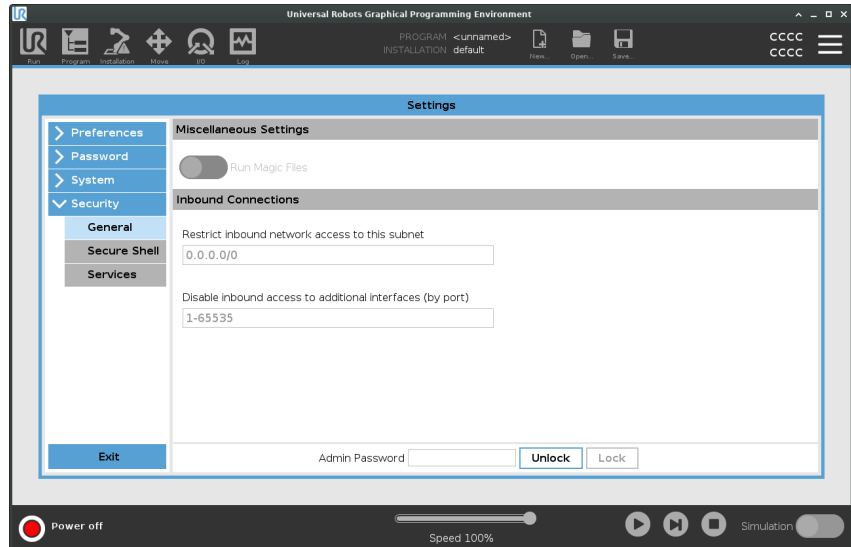 Universal Robots Graphical Programming Environment
PROGRAM <unnamed>
INSTALLATION default
CCCC
CCCC
Run Program Installation Move I/O Log New... Open... Save...
Settings
Preferences
Password
System
Security
General
Secure Shell
Services
Exit
Miscellaneous Settings
Run Magic Files
Inbound Connections
Restrict inbound network access to this subnet
0.0.0.0/0
Disable inbound access to additional interfaces (by port)
1-65535
Admin Password Unlock Lock
Power off
Speed 100%
Simulation